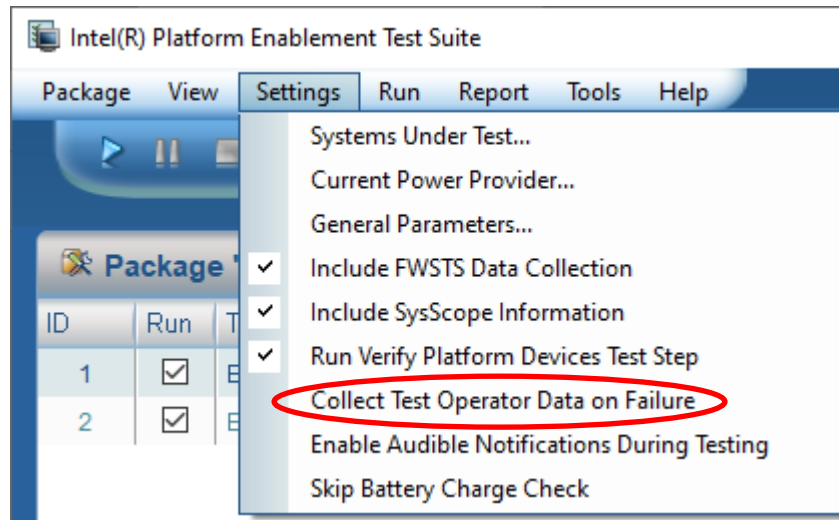 Intel(R) Platform Enablement Test Suite
Package View Settings Run Report Tools Help
Systems Under Test...
Current Power Provider...
General Parameters...
Package '
Include FWSTS Data Collection
ID Run T
Include SysScope Information
1 E
Run Verify Platform Devices Test Step
Collect Test Operator Data on Failure
2 E
Enable Audible Notifications During Testing
Skip Battery Charge Check